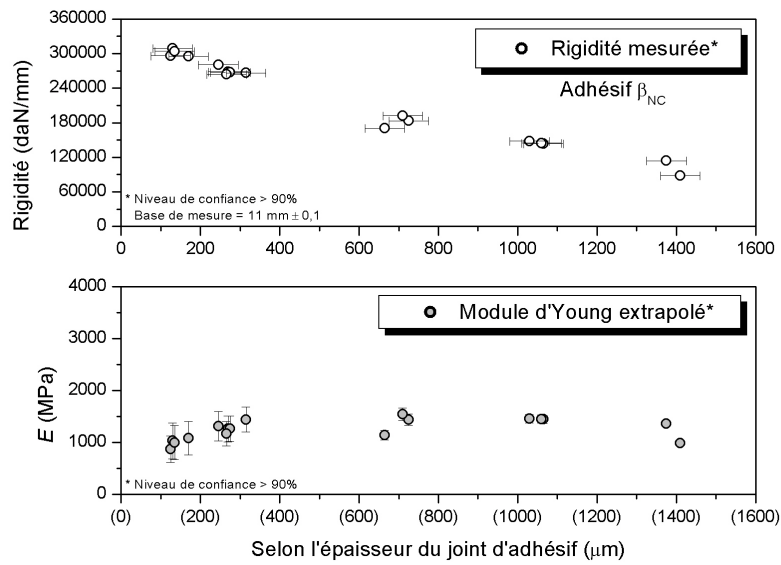 Rigidité (daN/mm)
360000
300000
240000
180000
120000
60000
0
Rigidité mesurée*
Adhésif βNC
* Niveau de confiance > 90%
Base de mesure = 11 mm ± 0,1
0 200 400 600 800 1000 1200 1400 1600
E (MPa)
4000
3000
2000
1000
0
Module d'Young extrapolé*
* Niveau de confiance > 90%
(0) (200) (400) (600) (800) (1000) (1200) (1400) (1600)
Selon l'épaisseur du joint d'adhésif (μm)